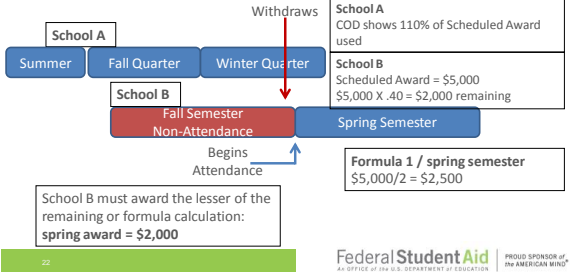 Withdraws
School A
COD shows 110% of Scheduled Award
used
School A
Summer
Fall Quarter
Winter Quarter
School B
Scheduled Award = $5,000
$5,000 X .40 = $2,000 remaining
School B
Fall Semester
Non-Attendance
Spring Semester
Begins
Attendance
Formula 1 / spring semester
$5,000/2 = $2,500
School B must award the lesser of the
remaining or formula calculation:
spring award = $2,000
22
Federal Student Aid
An OFFICE of the U.S. DEPARTMENT of EDUCATION
PROUD SPONSOR of
the AMERICAN MIND®